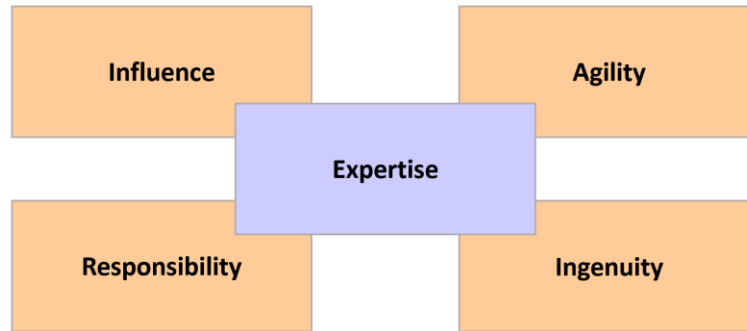 Influence
Agility
Expertise
Responsibility
Ingenuity